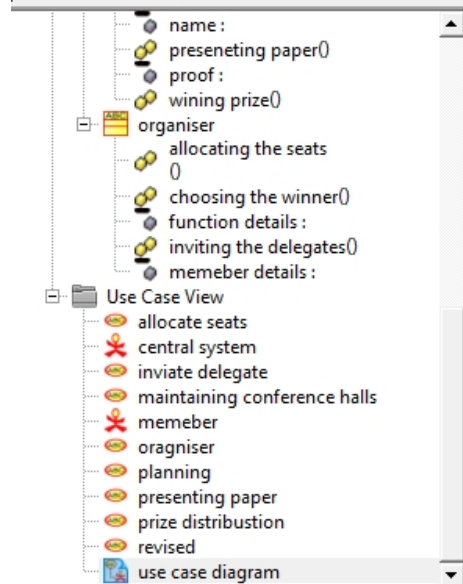 name :
preseneting paper()
proof :
wining prize()
organiser
allocating the seats
()
choosing the winner()
function details :
inviting the delegates()
memeber details :
Use Case View
allocate seats
central system
inviate delegate
maintaining conference halls
memeber
oragniser
planning
presenting paper
prize distribustion
revised
use case diagram